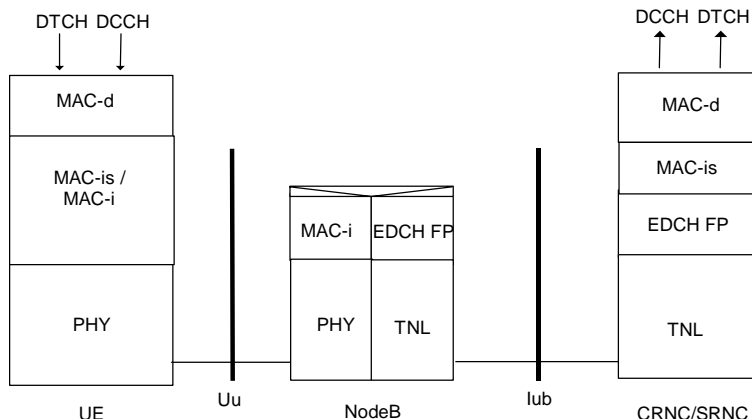 DTCH DCCH
DCCH DTCH
MAC-d
MAC-d
MAC-is /
MAC-i
MAC-is
MAC-i
EDCH FP
EDCH FP
PHY
PHY
TNL
TNL
UE
Uu
NodeB
Iub
CRNC/SRNC